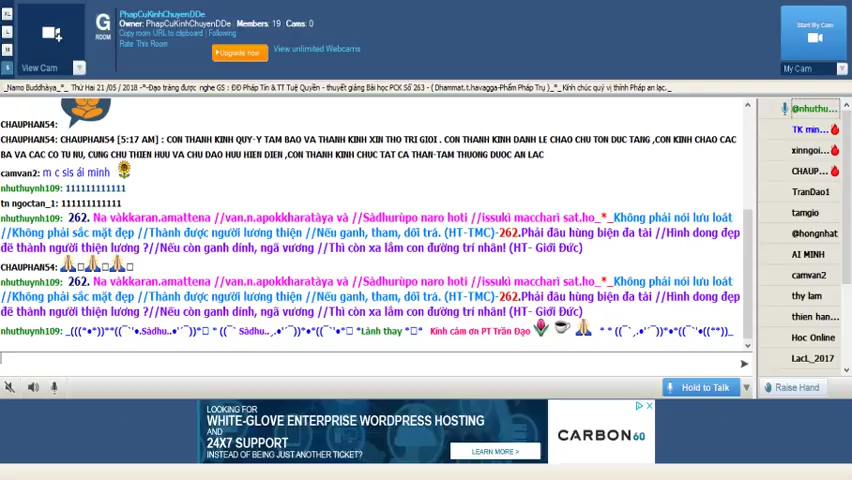 PhapCuKinhChuyenDDe
Owner: PhapCuKinhChuyenDDe Members: 19 Cams: 0
Copy room URL to clipboard | Following
Rate This Room
XL
L
M
S
G
ROOM
Upgrade now
View unlimited Webcams
View Cam
Start My Cam
My Cam
_Namo Buddhàya_*_ Thứ Hai 21 /05 / 2018 -*-Đạo tràng được nghe GS : ĐĐ Pháp Tín &TT Tuệ Quyền - thuyết giảng Bài học PCK Số 263 - ( Dhammat.t.havagga-Phẩm Pháp Trụ )_*_ Kính chúc quý vị thính Pháp an lạc._
CHAUPHAN54:
CHAUPHAN54: CHAUPHAN54 [5:17 AM] : CON THANH KINH QUY-Y TAM BAO VA THANH KINH XIN THO TRI GIOI . CON THANH KINH DANH LE CHAO CHU TON DUC TANG ,CON KINH CHAO CAC
BA VA CAC CO TU NU, CUNG CHU THIEN HUU VA CHU DAO HUU HIEN DIEN ,CON THANH KINH CHUC TAT CA THAN-TAM THUONG DUOC AN LAC
camvan2: m c sis ái minh
nhuthuynh109: 111111111111
tn ngoctan_1: 111111111111
nhuthuynh109: 262. Na vàkkaran.amattena //van.n.apokkharatàya và //Sàdhurùpo naro hoti //issukì maccharì sat.ho_*_Không phải nói lưu loát
//Không phải sắc mặt đẹp //Thành được người lương thiện //Nếu ganh, tham, dối trá. (HT-TMC)-262.Phải đâu hùng biện đa tài //Hình dong đẹp
đẽ thành người thiện lương ?//Nếu còn ganh dính, ngã vương //Thì còn xa lắm con đường trí nhân! (HT- Giới Đức)
CHAUPHAN54:
nhuthuynh109: 262. Na vàkkaran.amattena //van.n.apokkharatàya và //Sàdhurùpo naro hoti //issukì maccharì sat.ho_*_Không phải nói lưu loát
//Không phải sắc mặt đẹp //Thành được người lương thiện //Nếu ganh, tham, dối trá. (HT-TMC)-262.Phải đâu hùng biện đa tài //Hình dong đẹp
đẽ thành người thiện lương ?//Nếu còn ganh dính, ngã vương //Thì còn xa lắm con đường trí nhân! (HT- Giới Đức)
nhuthuynh109: Sàdhu Sàdhu *Lành thay Kính cám ơn PT Trần Đạo
@nhuthu...
TK min...
xinngoi...
CHAUP...
TranDao1
tamgio
@hongnhat
AI MINH
camvan2
thy lam
thien han...
Hoc Online
LacL_2017
Hold to Talk
Raise Hand
LOOKING FOR
WHITE-GLOVE ENTERPRISE WORDPRESS HOSTING
AND
24X7 SUPPORT
INSTEAD OF BEING JUST ANOTHER TICKET?
LEARN MORE >
CARBON60